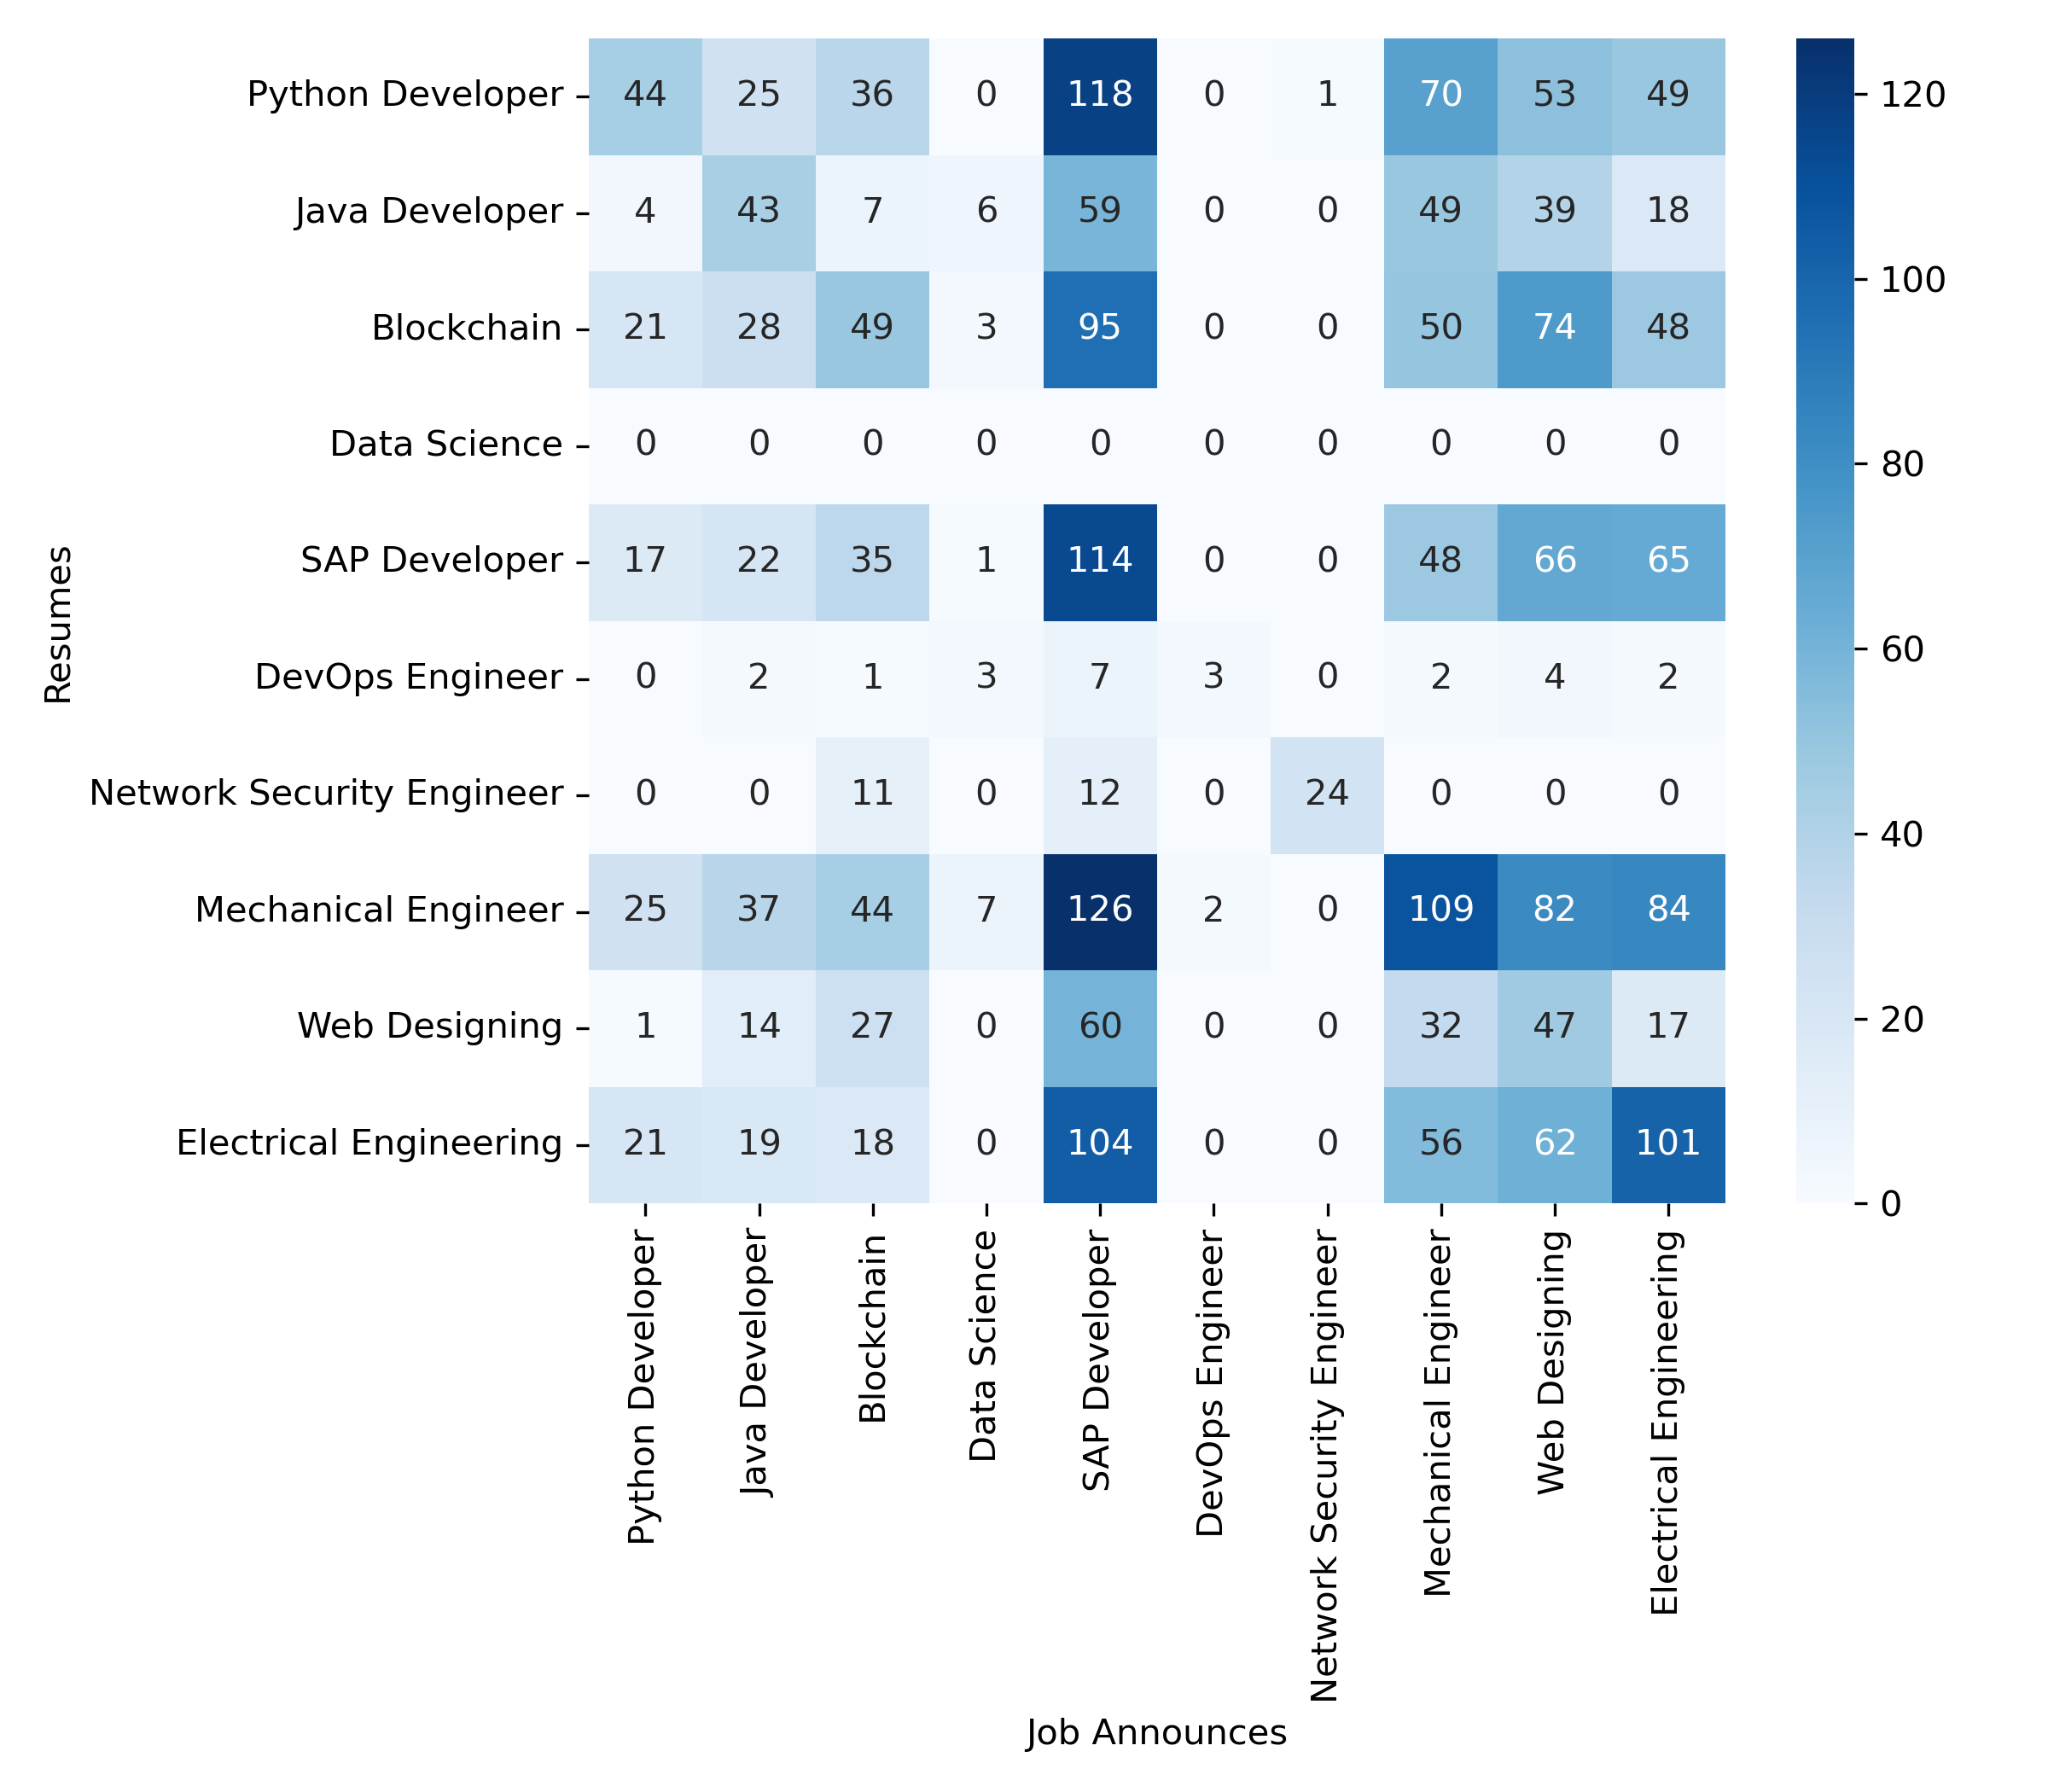 Python Developer 44 25 36 0 118 0 1 70 53 49
Java Developer 4 43 7 6 59 0 0 49 39 18
Blockchain 21 28 49 3 95 0 0 50 74 48
Data Science 0 0 0 0 0 0 0 0 0 0
SAP Developer 17 22 35 1 114 0 0 48 66 65
DevOps Engineer 0 2 1 3 7 3 0 2 4 2
Network Security Engineer 0 0 11 0 12 0 24 0 0 0
Mechanical Engineer 25 37 44 7 126 2 0 109 82 84
Web Designing 1 14 27 0 60 0 0 32 47 17
Electrical Engineering 21 19 18 0 104 0 0 56 62 101
Resumes
Python Developer
Java Developer
Blockchain
Data Science
SAP Developer
DevOps Engineer
Network Security Engineer
Mechanical Engineer
Web Designing
Electrical Engineering
Job Announces
120
100
80
60
40
20
0